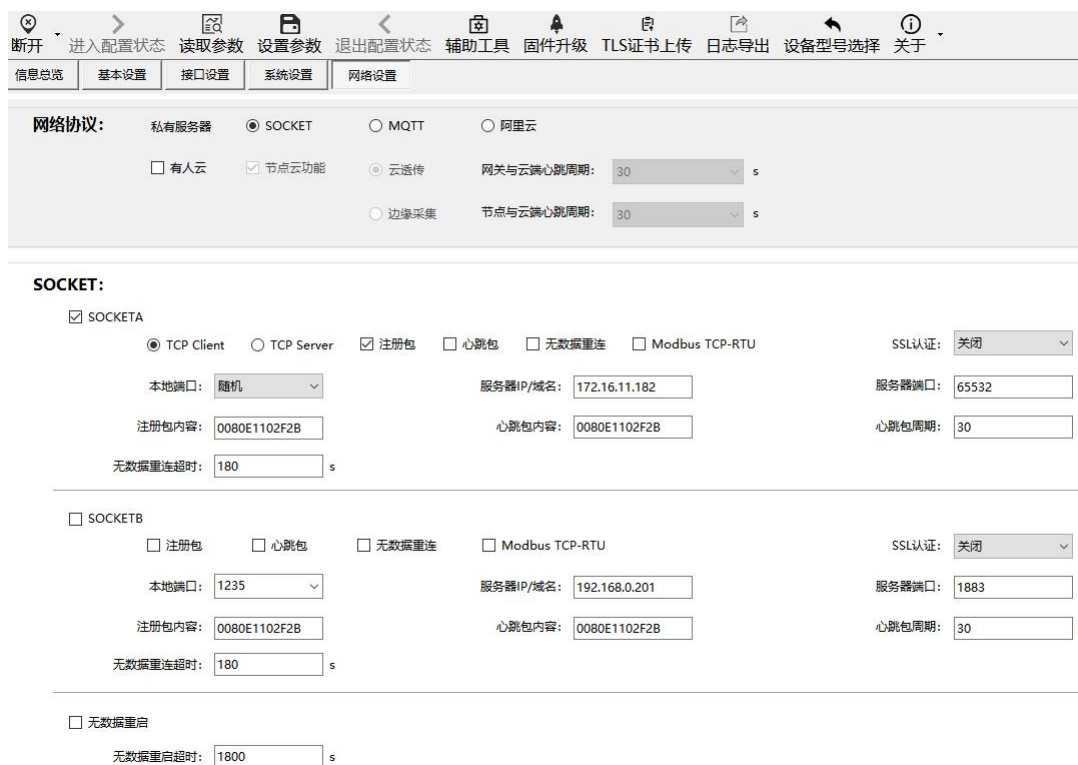 断开 进入配置状态 读取参数 设置参数 退出配置状态 辅助工具 固件升级 TLS证书上传 日志导出 设备型号选择 关于
信息总览 基本设置 接口设置 系统设置 网络设置
网络协议： 私有服务器 SOCKET MQTT 阿里云
有人云 节点云功能 云透传 网关与云端心跳周期： 30 s
边缘采集 节点与云端心跳周期： 30 s
SOCKET：
SOCKETA
TCP Client TCP Server 注册包 心跳包 无数据重连 Modbus TCP-RTU SSL认证： 关闭
本地端口： 随机 服务器IP/域名： 172.16.11.182 服务器端口： 65532
注册包内容： 0080E1102F2B 心跳包内容： 0080E1102F2B 心跳包周期： 30
无数据重连超时： 180 s
SOCKETB
注册包 心跳包 无数据重连 Modbus TCP-RTU SSL认证： 关闭
本地端口： 1235 服务器IP/域名： 192.168.0.201 服务器端口： 1883
注册包内容： 0080E1102F2B 心跳包内容： 0080E1102F2B 心跳包周期： 30
无数据重连超时： 180 s
无数据重启
无数据重启超时： 1800 s